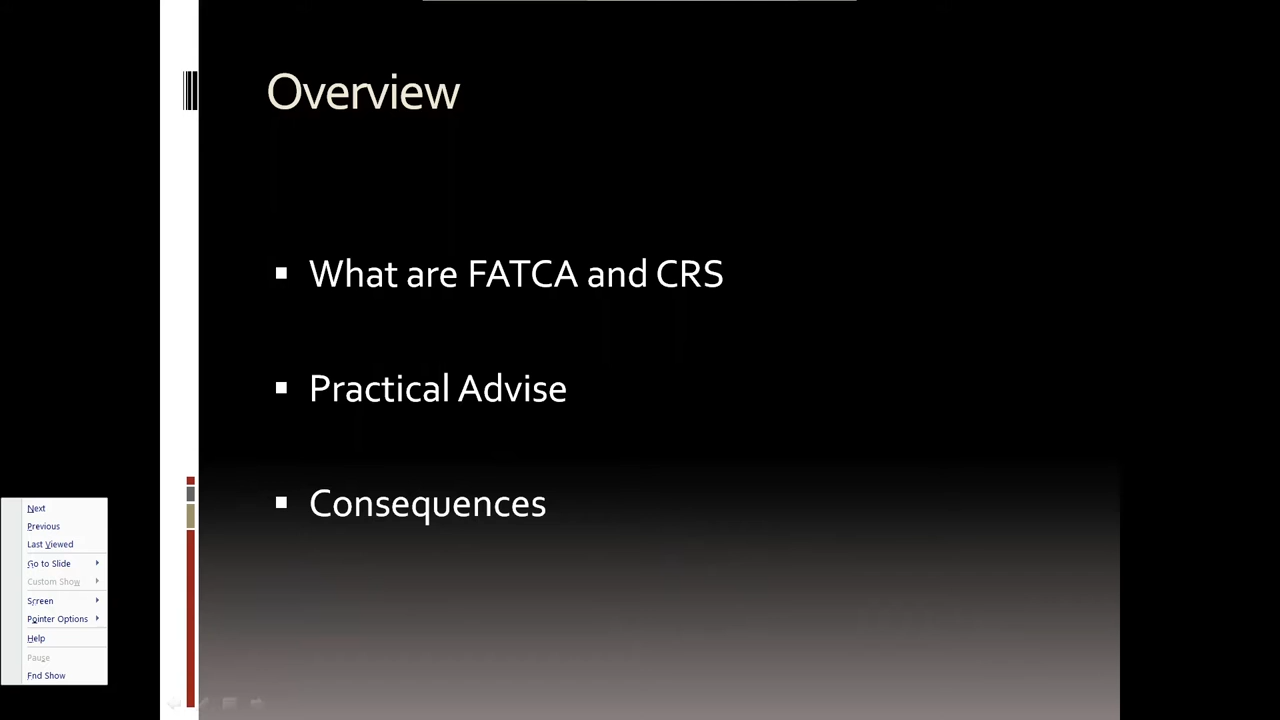 Overview
What are FATCA and CRS
Practical Advise
Consequences
Next
Previous
Last Viewed
Go to Slide
Custom Show
Screen
Pointer Options
Help
Pause
End Show